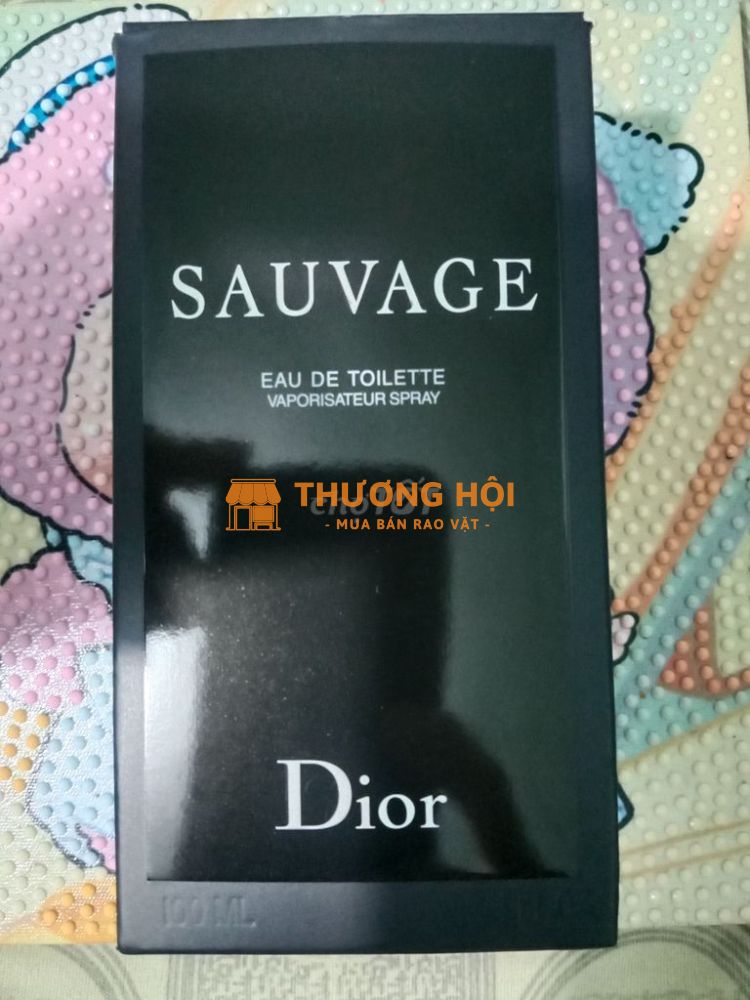 SAUVAGE
EAU DE TOILETTE
VAPORISATEUR SPRAY
THƯƠNG HỘI
- MUA BÁN RAO VẶT -
Dior
100 ML